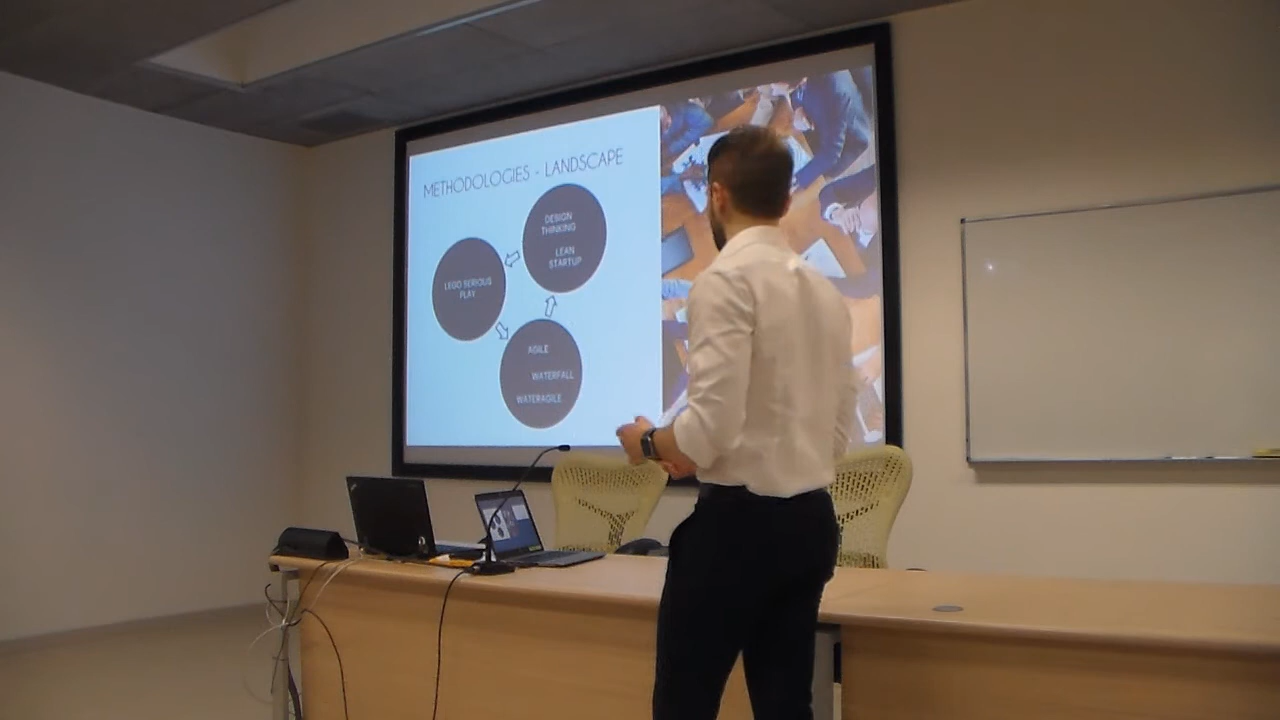 METHODOLOGIES - LANDSCAPE
DESIGN
THINKING
LEAN
STARTUP
LEGO SERIOUS
PLAY
AGILE
WATERFALL
WATERAGILE